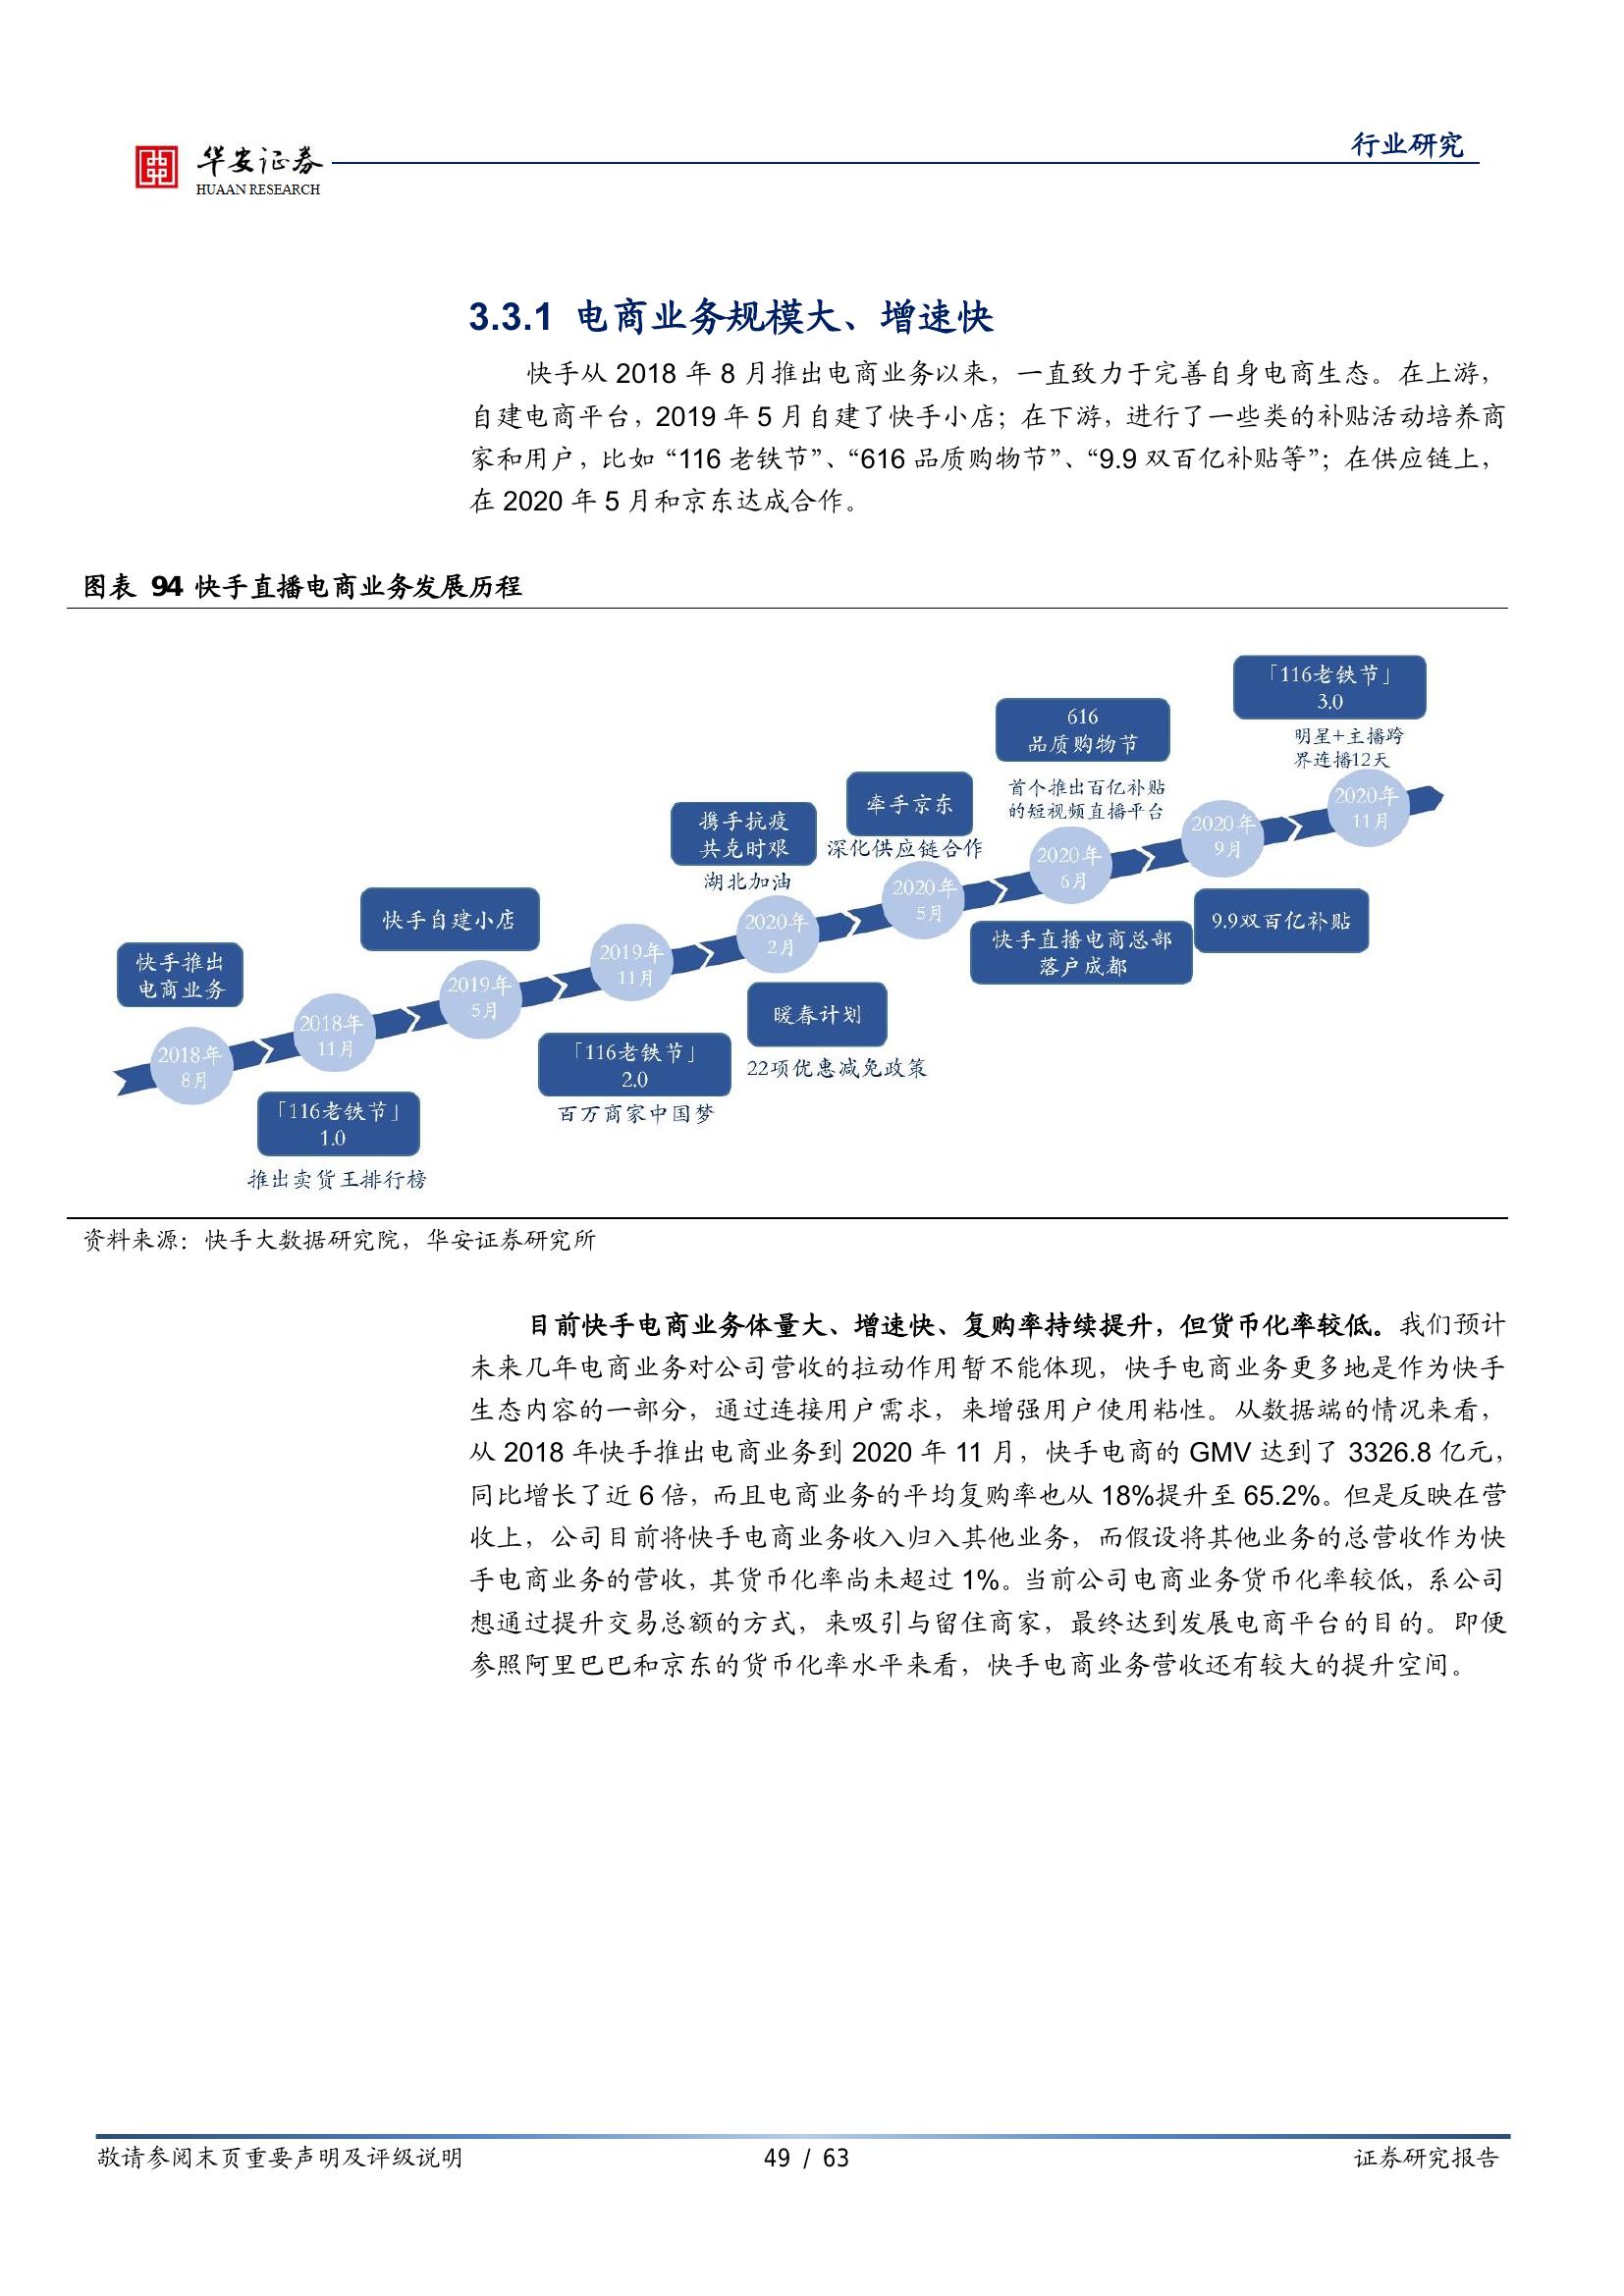 华安证券
HUAAN RESEARCH
行业研究
3.3.1 电商业务规模大、增速快
快手从 2018 年 8 月推出电商业务以来，一直致力于完善自身电商生态。在上游，
自建电商平台，2019 年 5 月自建了快手小店；在下游，进行了一些类的补贴活动培养商
家和用户，比如 “116 老铁节”、“616 品质购物节”、“9.9 双百亿补贴等”；在供应链上，
在 2020 年 5 月和京东达成合作。
图表 94 快手直播电商业务发展历程
快手推出
电商业务
2018年
8月
2018年
11月
「116老铁节」
1.0
推出卖货王排行榜
快手自建小店
2019年
5月
2019年
11月
「116老铁节」
2.0
百万商家中国梦
携手抗疫
共克时艰
湖北加油
2020年
2月
暖春计划
22项优惠减免政策
牵手京东
深化供应链合作
2020年
5月
616
品质购物节
首个推出百亿补贴
的短视频直播平台
2020年
6月
快手直播电商总部
落户成都
2020年
9月
9.9双百亿补贴
「116老铁节」
3.0
明星+主播跨
界连播12天
2020年
11月
资料来源：快手大数据研究院，华安证券研究所
目前快手电商业务体量大、增速快、复购率持续提升，但货币化率较低。我们预计
未来几年电商业务对公司营收的拉动作用暂不能体现，快手电商业务更多地是作为快手
生态内容的一部分，通过连接用户需求，来增强用户使用粘性。从数据端的情况来看，
从 2018 年快手推出电商业务到 2020 年 11 月，快手电商的 GMV 达到了 3326.8 亿元，
同比增长了近 6 倍，而且电商业务的平均复购率也从 18%提升至 65.2%。但是反映在营
收上，公司目前将快手电商业务收入归入其他业务，而假设将其他业务的总营收作为快
手电商业务的营收，其货币化率尚未超过 1%。当前公司电商业务货币化率较低，系公司
想通过提升交易总额的方式，来吸引与留住商家，最终达到发展电商平台的目的。即便
参照阿里巴巴和京东的货币化率水平来看，快手电商业务营收还有较大的提升空间。
敬请参阅末页重要声明及评级说明
49 / 63
证券研究报告